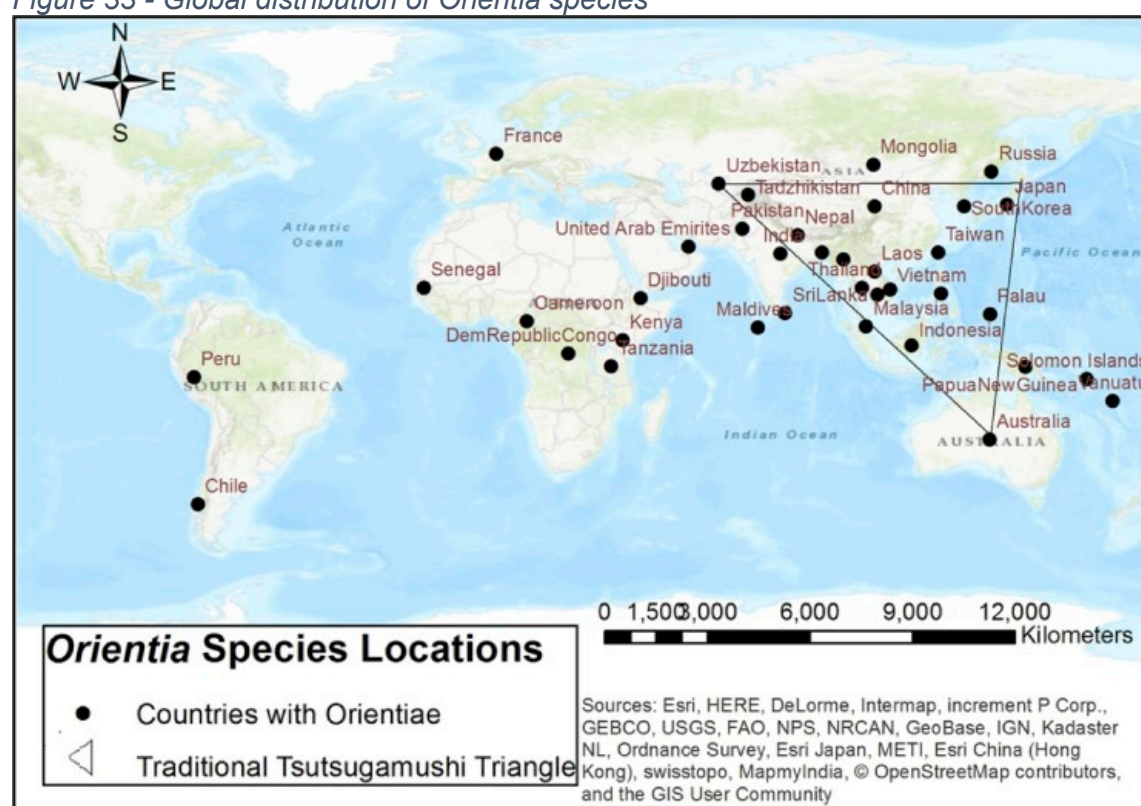 Figure 33 - Global distribution of Orientia species
N
W E
S
France
Mongolia
Russia
Uzbekistan
ASIA
Tadzhikistan
China
Japan
Pakistan
Nepal
SouthKorea
Atlantic
Ocean
United Arab Emirites
India
Laos
Taiwan
Pacific Ocean
Senegal
Djibouti
Thailand
Vietnam
Cameroon
Maldives
SriLanka
Malaysia
Palau
DemRepublicCongo
Kenya
Indonesia
Tanzania
Peru
SOUTH AMERICA
Solomon Islands
PapuaNewGuinea
Vanuatu
Indian Ocean
Australia
AUSTRALIA
Chile
0 1,500 3,000 6,000 9,000 12,000
Kilometers
Orientia Species Locations
Countries with Orientiae
Traditional Tsutsugamushi Triangle
Sources: Esri, HERE, DeLorme, Intermap, increment P Corp.,
GEBCO, USGS, FAO, NPS, NRCAN, GeoBase, IGN, Kadaster
NL, Ordnance Survey, Esri Japan, METI, Esri China (Hong
Kong), swisstopo, MapmyIndia, © OpenStreetMap contributors,
and the GIS User Community